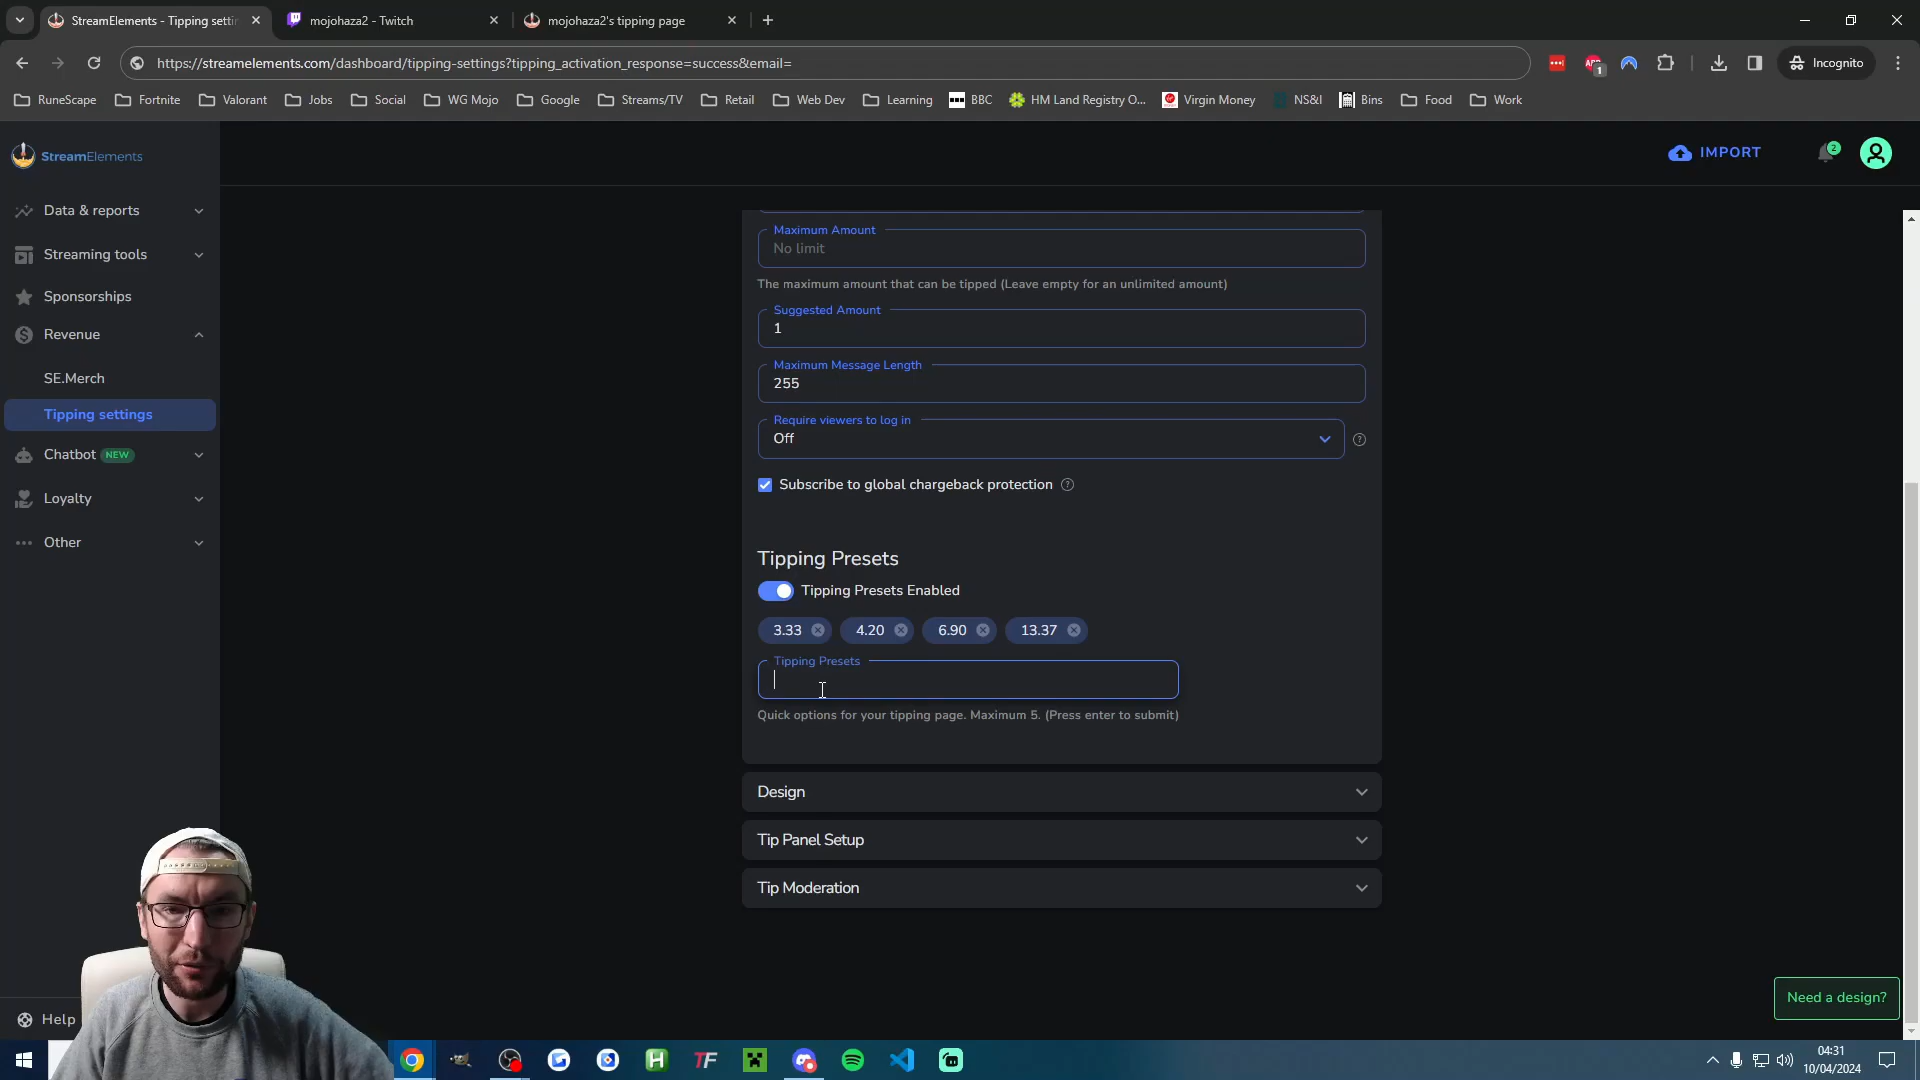 StreamElements - Tipping setti
mojohaza2 - Twitch
mojohaza2's tipping page
https://streamelements.com/dashboard/tipping-settings?tipping_activation_response=success&email=
1
Incognito
RuneScape
Fortnite
Valorant
Jobs
Social
WG Mojo
Google
Streams/TV
Retail
Web Dev
Learning
BBC
HM Land Registry O...
Virgin Money
NS&I
Bins
Food
Work
StreamElements
IMPORT
2
Data & reports
Streaming tools
Sponsorships
Revenue
SE.Merch
Tipping settings
Chatbot NEW
Loyalty
Other
Help
Maximum Amount
No limit
The maximum amount that can be tipped (Leave empty for an unlimited amount)
Suggested Amount
1
Maximum Message Length
255
Require viewers to log in
Off
Subscribe to global chargeback protection
Tipping Presets
Tipping Presets Enabled
3.33 4.20 6.90 13.37
Tipping Presets
Quick options for your tipping page. Maximum 5. (Press enter to submit)
Design
Tip Panel Setup
Tip Moderation
Need a design?
04:31
10/04/2024